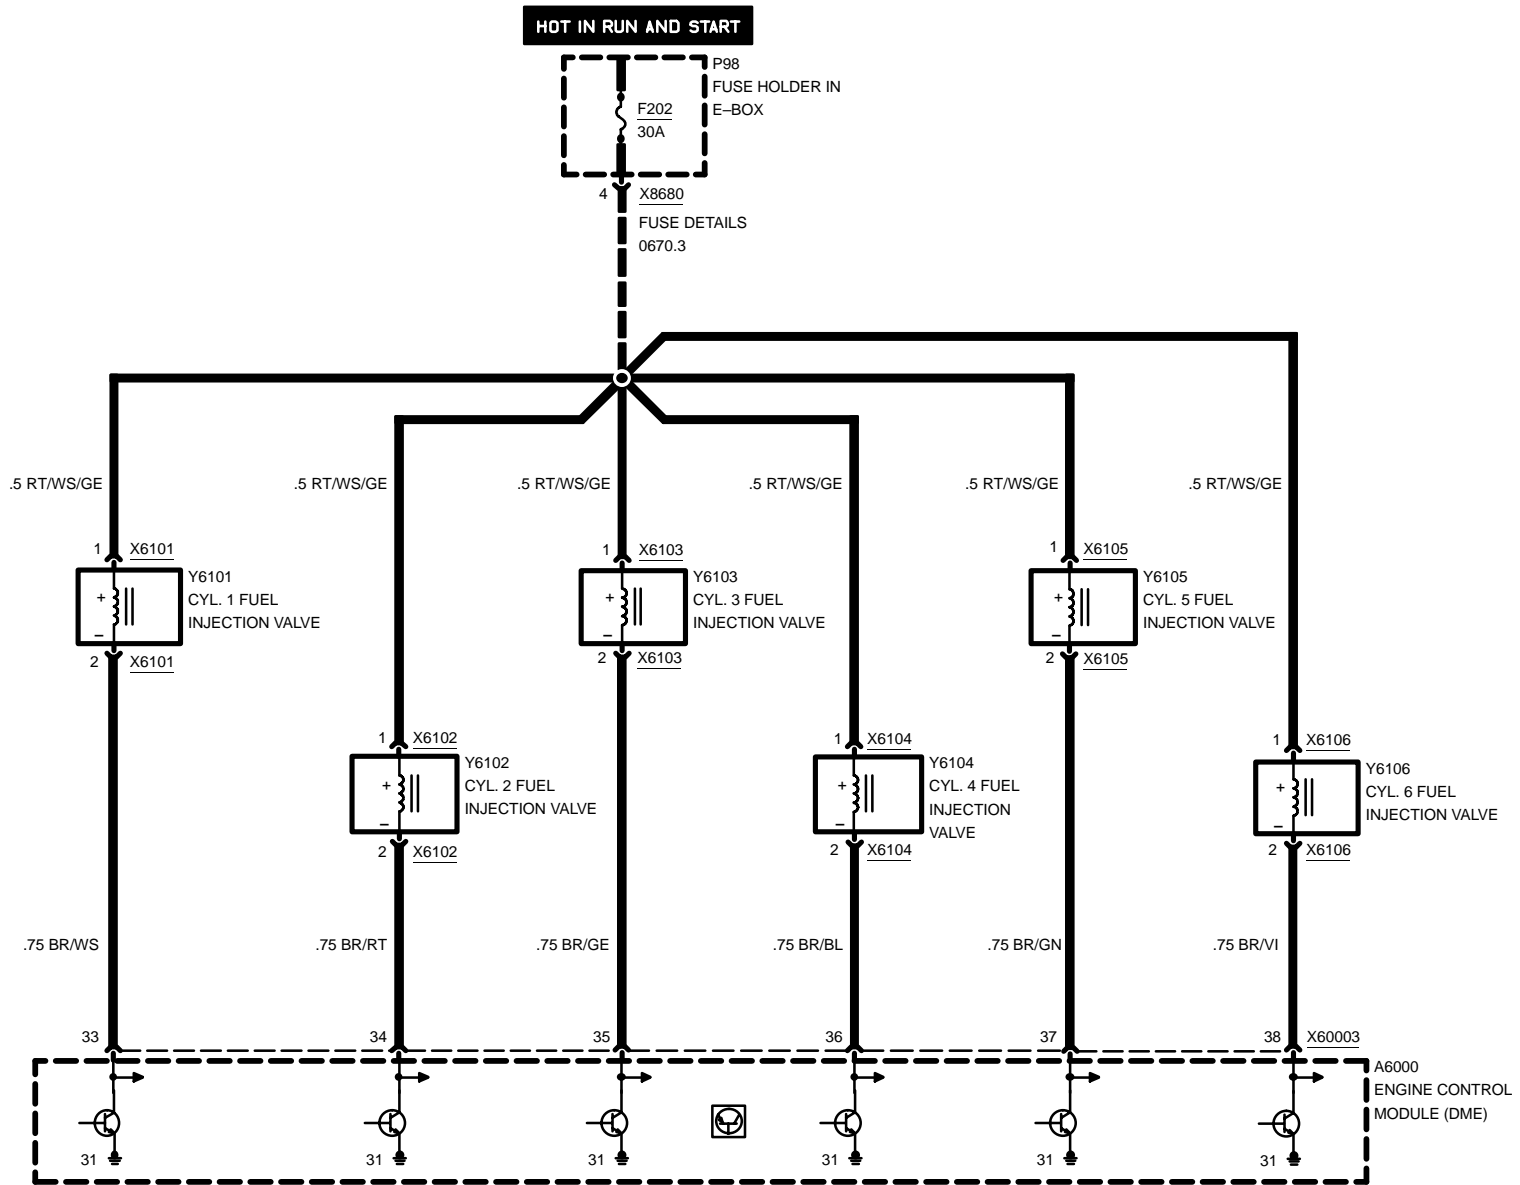 HOT IN RUN AND START
P98
FUSE HOLDER IN
E–BOX
F202
30A
4 X8680
FUSE DETAILS
0670.3
.5 RT/WS/GE .5 RT/WS/GE .5 RT/WS/GE .5 RT/WS/GE .5 RT/WS/GE .5 RT/WS/GE
1 X6101
Y6101
CYL. 1 FUEL
INJECTION VALVE
+
–
2 X6101
1 X6103
Y6103
CYL. 3 FUEL
INJECTION VALVE
+
–
2 X6103
1 X6105
Y6105
CYL. 5 FUEL
INJECTION VALVE
+
–
2 X6105
1 X6102
Y6102
CYL. 2 FUEL
INJECTION VALVE
+
–
2 X6102
1 X6104
Y6104
CYL. 4 FUEL
INJECTION
VALVE
+
–
2 X6104
1 X6106
Y6106
CYL. 6 FUEL
INJECTION VALVE
+
–
2 X6106
.75 BR/WS .75 BR/RT .75 BR/GE .75 BR/BL .75 BR/GN .75 BR/VI
33 34 35 36 37 38 X60003
A6000
ENGINE CONTROL
MODULE (DME)
31 31 31 31 31 31